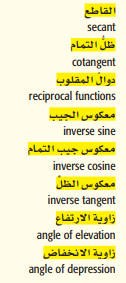 القاطع
secant
ظلُّ التمام
cotangent
دوالّ المقلوب
reciprocal functions
معكوس الجيب
inverse sine
معكوس جيب التمام
inverse cosine
معكوس الظلّ
inverse tangent
زاوية الارتفاع
angle of elevation
زاوية الانخفاض
angle of depression